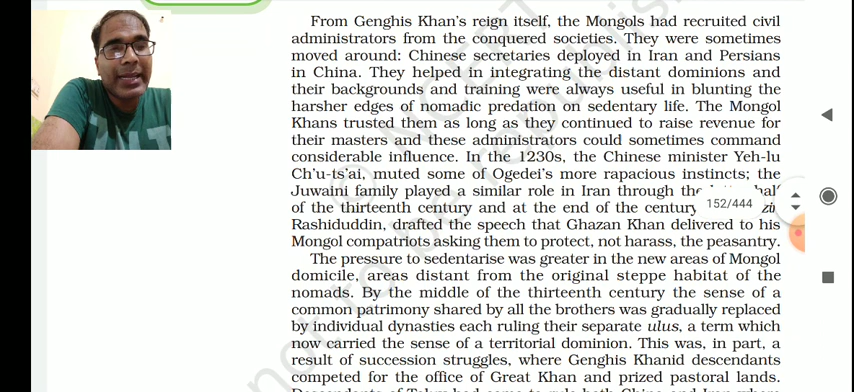 From Genghis Khan's reign itself, the Mongols had recruited civil
administrators from the conquered societies. They were sometimes
moved around: Chinese secretaries deployed in Iran and Persians
in China. They helped in integrating the distant dominions and
their backgrounds and training were always useful in blunting the
harsher edges of nomadic predation on sedentary life. The Mongol
Khans trusted them as long as they continued to raise revenue for
their masters and these administrators could sometimes command
considerable influence. In the 1230s, the Chinese minister Yeh-lu
Ch'u-ts'ai, muted some of Ogedei's more rapacious instincts; the
Juwaini family played a similar role in Iran through the
of the thirteenth century and at the end of the century
152/444
Rashiduddin, drafted the speech that Ghazan Khan delivered to his
Mongol compatriots asking them to protect, not harass, the peasantry.
The pressure to sedentarise was greater in the new areas of Mongol
domicile, areas distant from the original steppe habitat of the
nomads. By the middle of the thirteenth century the sense of a
common patrimony shared by all the brothers was gradually replaced
by individual dynasties each ruling their separate ulus, a term which
now carried the sense of a territorial dominion. This was, in part, a
result of succession struggles, where Genghis Khanid descendants
competed for the office of Great Khan and prized pastoral lands.